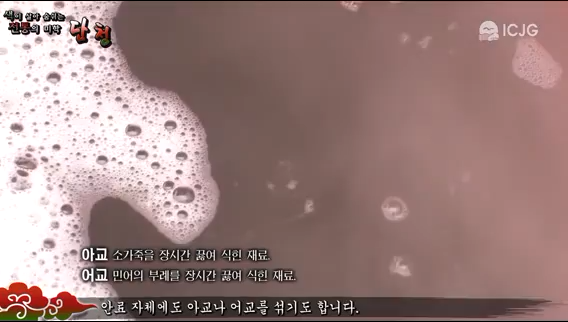 색이 살아 숨쉬는
전통의 미학 단청
ICJG
아교 소가죽을 장시간 끓여 식힌 재료.
어교 민어의 부레를 장시간 끓여 식힌 재료.
안료 자체에도 아교나 어교를 섞기도 합니다.